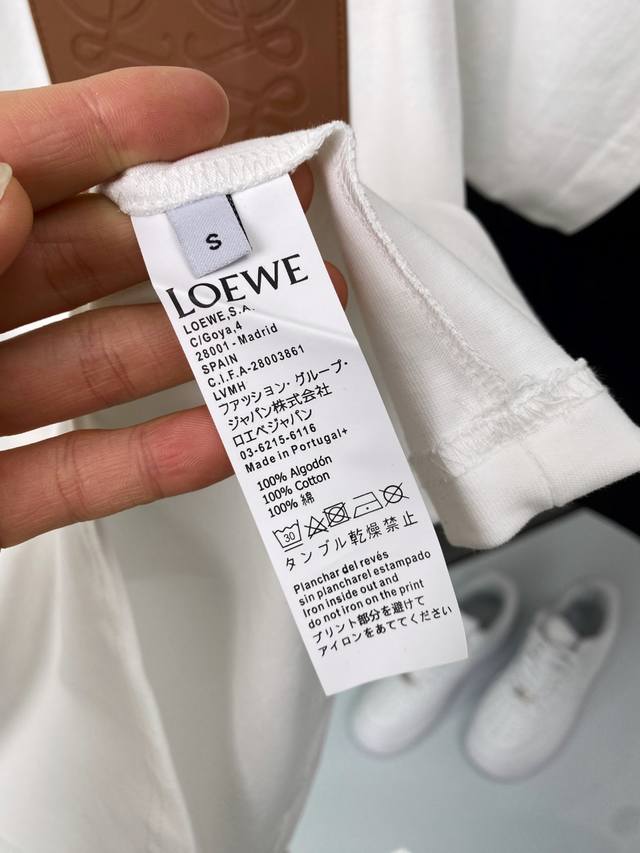 S
LOEWE
LOEWE,S.A.
C/Goya,4
28001-Madrid
SPAIN
C.I.F.A-28003861
LVMH
ファッション・グループ・
ジャパン株式会社
ロエベジャパン
03-6215-6116
Made in Portugal+
100% Algodón
100% Cotton
100% 綿
30
タンブル乾燥禁止
Planchar del revés
sin planchare! estampado
Iron inside out and
do not iron on the print
プリント部分を避けて
アイロンをあててください